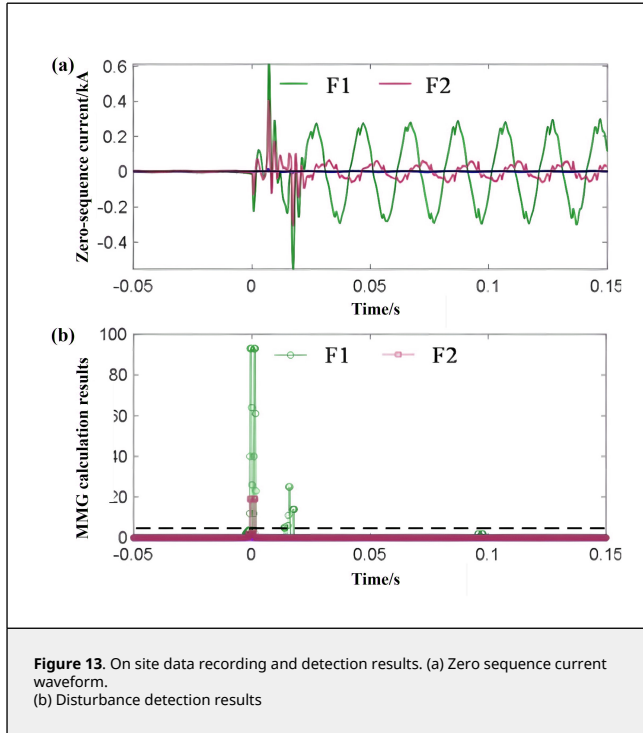 (a)
F1
F2
Zero-sequence current/kA
0.6
0.4
0.2
0
-0.2
-0.4
-0.05
0
0.05
0.1
0.15
Time/s
(b)
F1
F2
MMG calculation results
100
80
60
40
20
0
-0.05
0
0.05
0.1
0.15
Time/s
Figure 13. On site data recording and detection results. (a) Zero sequence current
waveform.
(b) Disturbance detection results